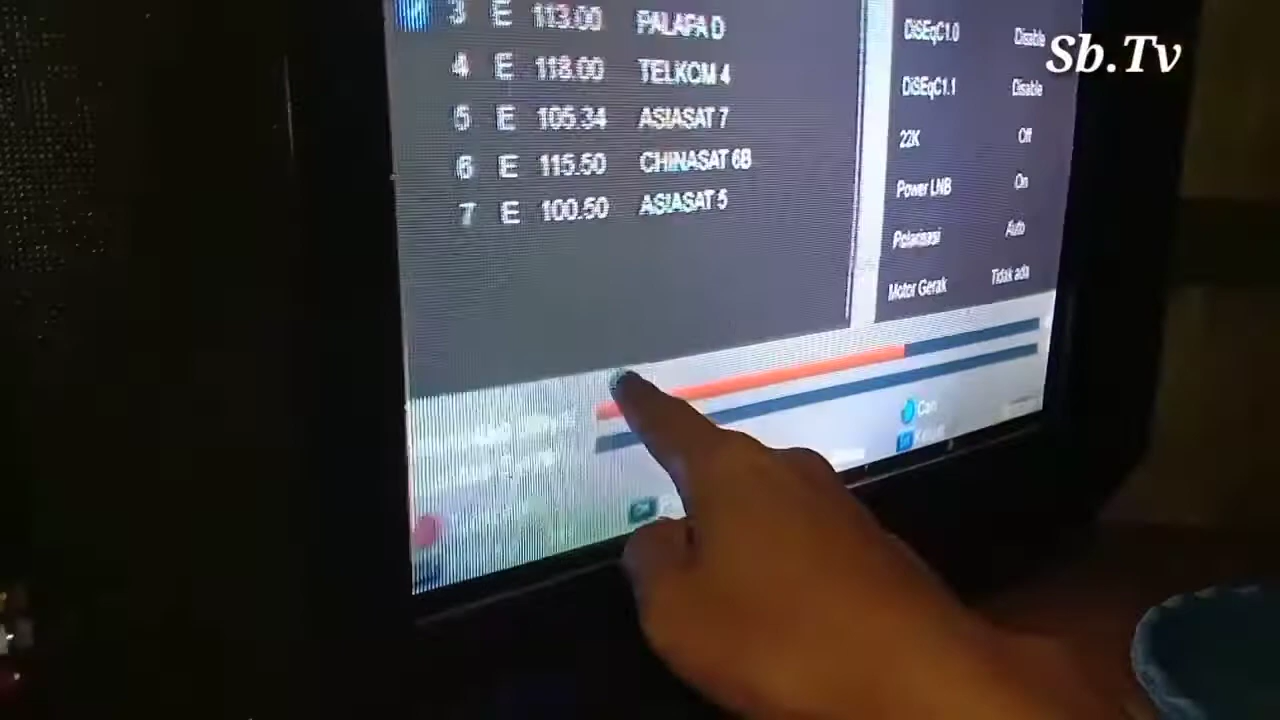 3 E 113.00 PALAPA D
4 E 118.00 TELKOM 4
5 E 105.34 ASIASAT 7
6 E 115.50 CHINASAT 6B
7 E 100.50 ASIASAT 5
DiSEqC1.0 Disable
DiSEqC1.1 Disable
22K Off
Power LNB On
Polarisasi Auto
Motor Gerak Tidak ada
Sb.Tv
OK